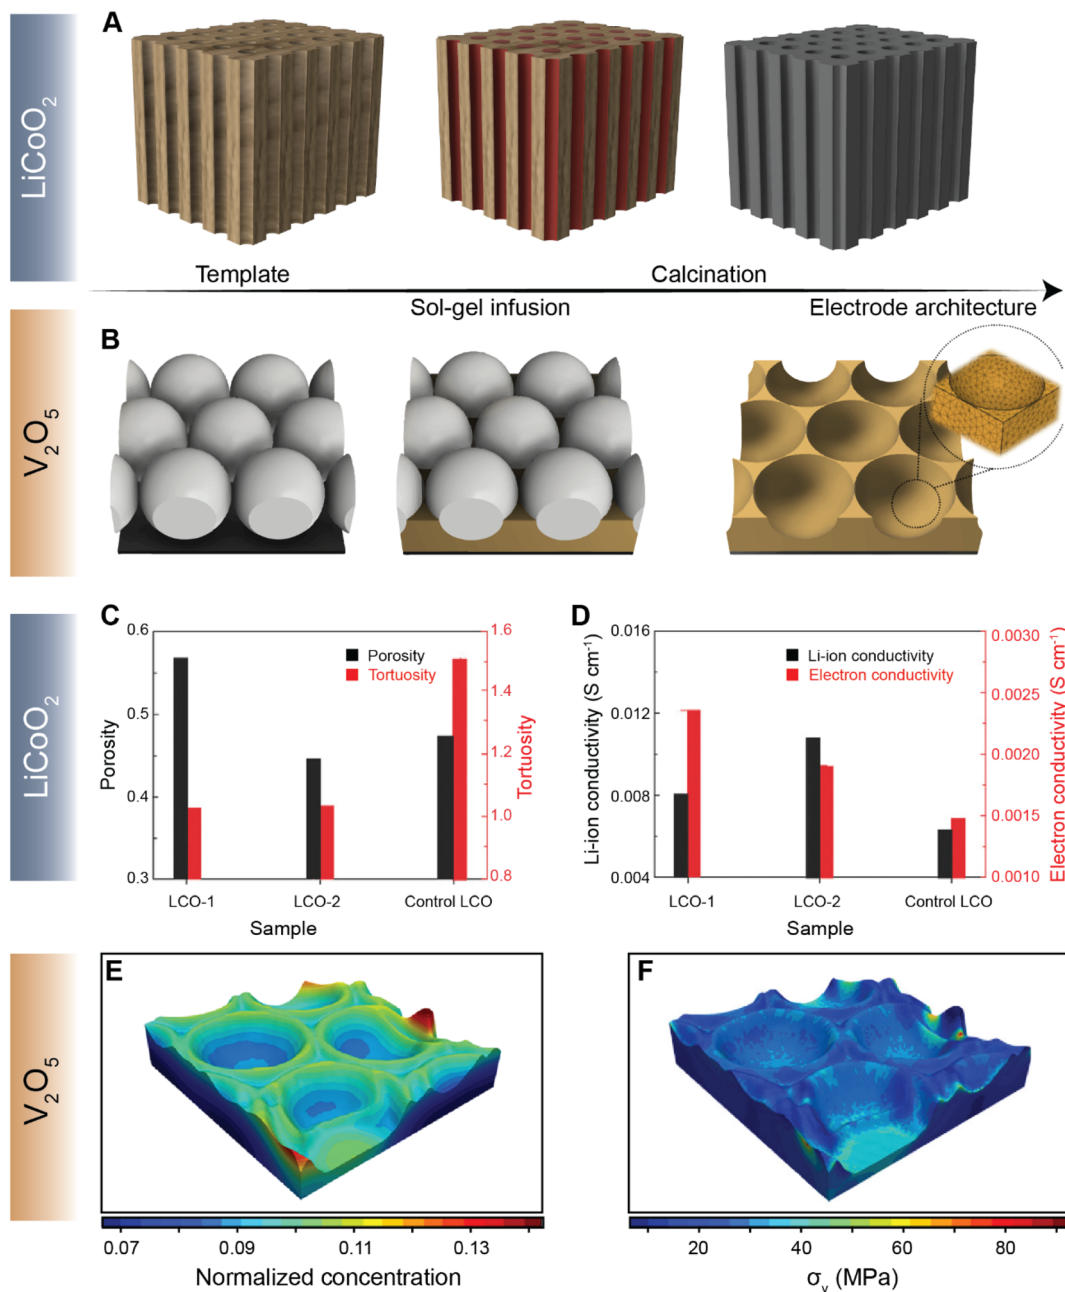 LiCoO2
A
Template
Calcination
Sol-gel infusion
Electrode architecture
V2O5
B
LiCoO2
C
0.6
0.5
0.4
0.3
Porosity
Porosity
Tortuosity
1.6
1.4
1.2
1.0
0.8
Tortuosity
LCO-1
LCO-2
Control LCO
Sample
D
0.016
0.012
0.008
0.004
Li-ion conductivity (S cm⁻¹)
Li-ion conductivity
Electron conductivity
0.0030
0.0025
0.0020
0.0015
0.0010
Electron conductivity (S cm⁻¹)
LCO-1
LCO-2
Control LCO
Sample
V2O5
E
0.07
0.09
0.11
0.13
Normalized concentration
F
20
40
60
80
σv (MPa)